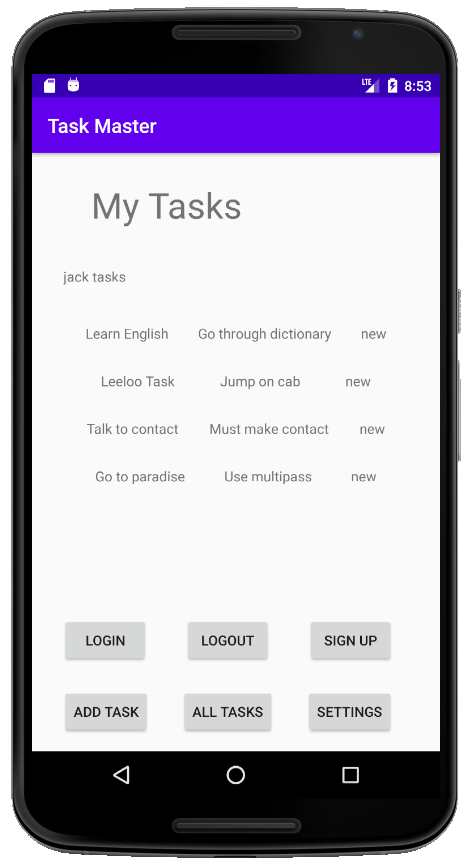 LTE 8:53
Task Master
My Tasks
jack tasks
Learn English Go through dictionary new
Leeloo Task Jump on cab new
Talk to contact Must make contact new
Go to paradise Use multipass new
LOGIN LOGOUT SIGN UP
ADD TASK ALL TASKS SETTINGS